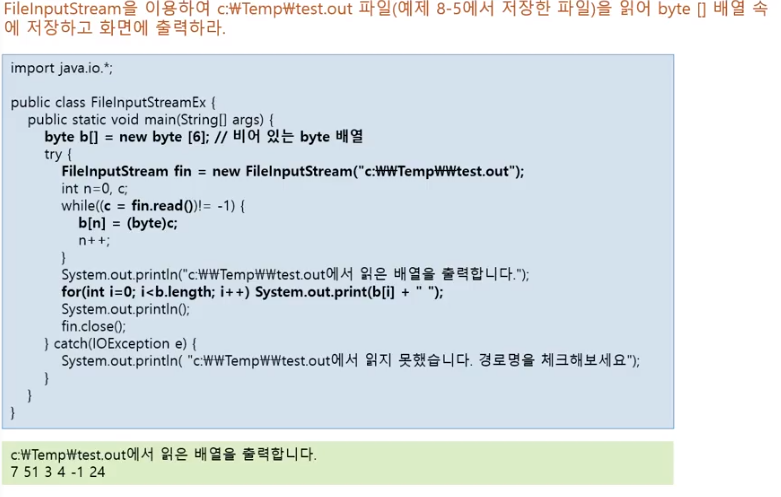 FileInputStream을 이용하여 c:₩Temp₩test.out 파일(예제 8-5에서 저장한 파일)을 읽어 byte [] 배열 속
에 저장하고 화면에 출력하라.
import java.io.*;
public class FileInputStreamEx {
public static void main(String[] args) {
byte b[] = new byte [6]; // 비어 있는 byte 배열
try {
FileInputStream fin = new FileInputStream("c:₩₩Temp₩₩test.out");
int n=0, c;
while((c = fin.read())!= -1) {
b[n] = (byte)c;
n++;
}
System.out.println("c:₩₩Temp₩₩test.out에서 읽은 배열을 출력합니다.");
for(int i=0; i<b.length; i++) System.out.print(b[i] + " ");
System.out.println();
fin.close();
} catch(IOException e) {
System.out.println( "c:₩₩Temp₩₩test.out에서 읽지 못했습니다. 경로명을 체크해보세요");
}
}
}
c:₩Temp₩test.out에서 읽은 배열을 출력합니다.
7 51 3 4 -1 24